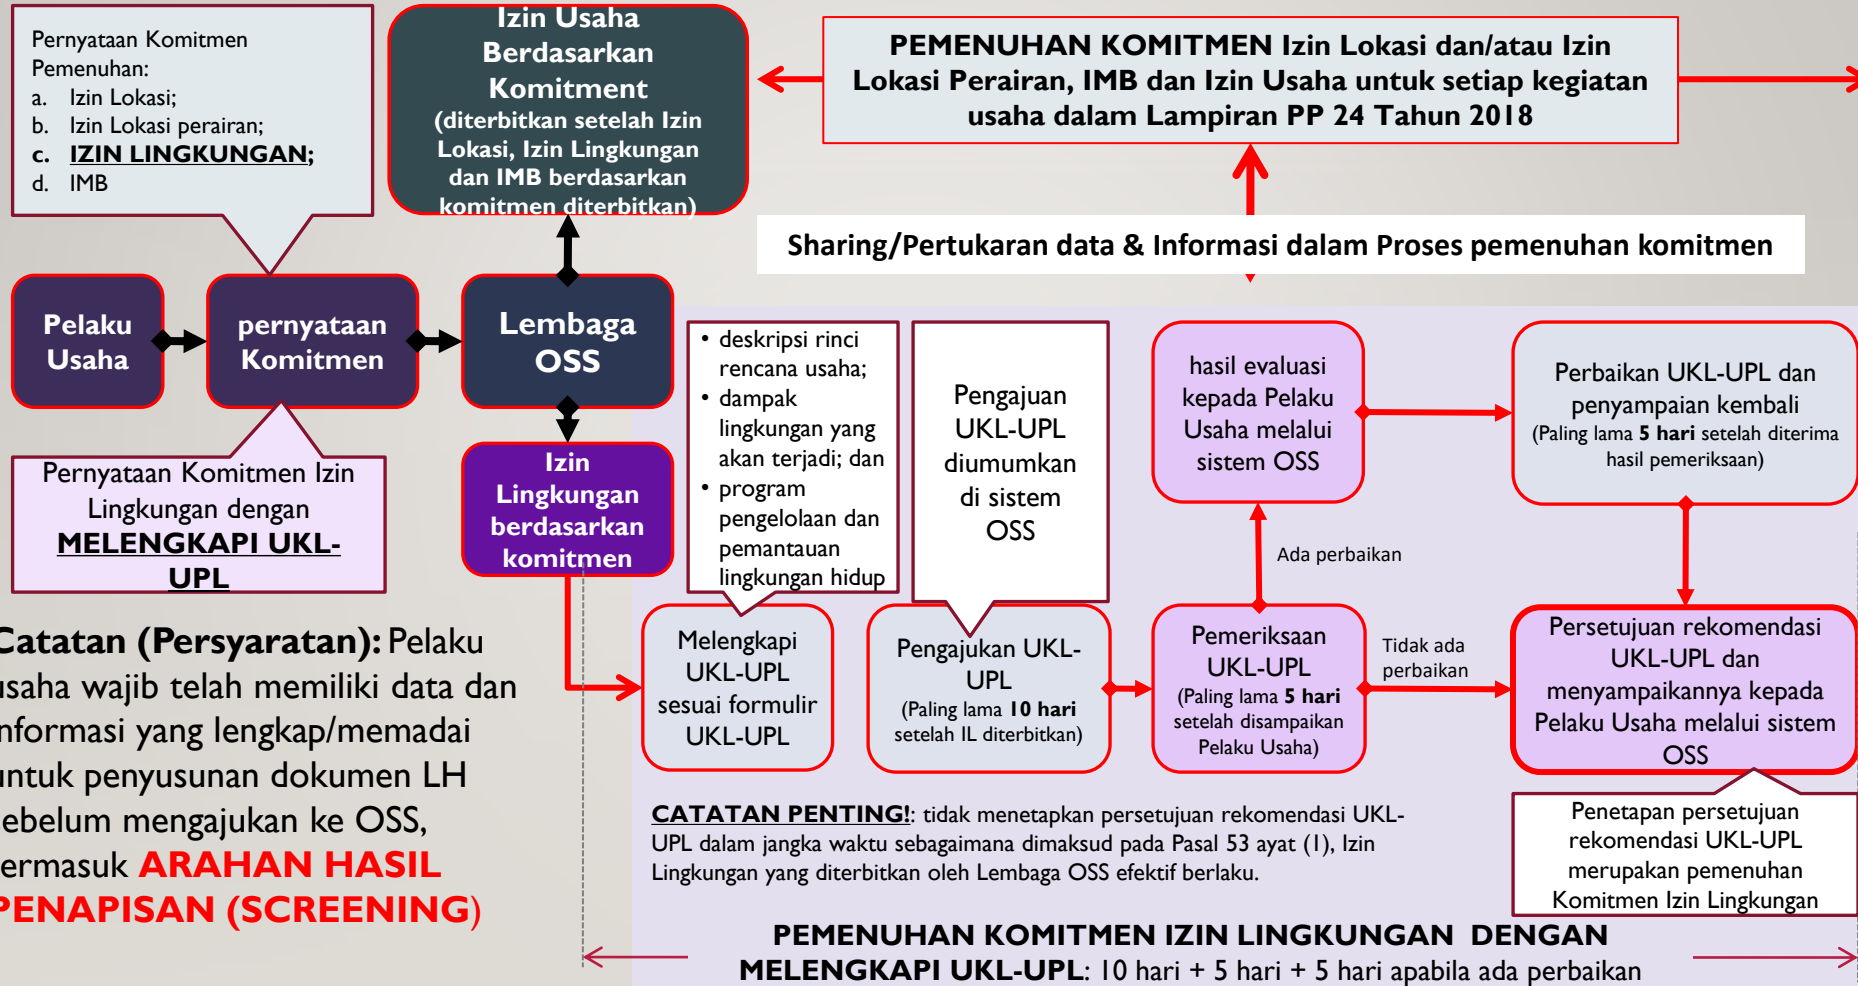 Pernyataan Komitmen
Pemenuhan:
a. Izin Lokasi;
b. Izin Lokasi perairan;
c. IZIN LINGKUNGAN;
d. IMB
Izin Usaha
Berdasarkan
Komitment
(diterbitkan setelah Izin
Lokasi, Izin Lingkungan
dan IMB berdasarkan
komitmen diterbitkan)
PEMENUHAN KOMITMEN Izin Lokasi dan/atau Izin
Lokasi Perairan, IMB dan Izin Usaha untuk setiap kegiatan
usaha dalam Lampiran PP 24 Tahun 2018
Sharing/Pertukaran data & Informasi dalam Proses pemenuhan komitmen
Pelaku
Usaha
pernyataan
Komitmen
Lembaga
OSS
Pernyataan Komitmen Izin
Lingkungan dengan
MELENGKAPI UKL-
UPL
Izin
Lingkungan
berdasarkan
komitmen
• deskripsi rinci
rencana usaha;
• dampak
lingkungan yang
akan terjadi; dan
• program
pengelolaan dan
pemantauan
lingkungan hidup
Pengajuan
UKL-UPL
diumumkan
di sistem
OSS
hasil evaluasi
kepada Pelaku
Usaha melalui
sistem OSS
Perbaikan UKL-UPL dan
penyampaian kembali
(Paling lama 5 hari setelah diterima
hasil pemeriksaan)
Ada perbaikan
Melengkapi
UKL-UPL
sesuai formulir
UKL-UPL
Pengajukan UKL-
UPL
(Paling lama 10 hari
setelah IL diterbitkan)
Pemeriksaan
UKL-UPL
(Paling lama 5 hari
setelah disampaikan
Pelaku Usaha)
Tidak ada
perbaikan
Persetujuan rekomendasi
UKL-UPL dan
menyampaikannya kepada
Pelaku Usaha melalui sistem
OSS
Catatan (Persyaratan): Pelaku
usaha wajib telah memiliki data dan
informasi yang lengkap/memadai
untuk penyusunan dokumen LH
sebelum mengajukan ke OSS,
termasuk ARAHAN HASIL
PENAPISAN (SCREENING)
CATATAN PENTING!: tidak menetapkan persetujuan rekomendasi UKL-
UPL dalam jangka waktu sebagaimana dimaksud pada Pasal 53 ayat (1), Izin
Lingkungan yang diterbitkan oleh Lembaga OSS efektif berlaku.
Penetapan persetujuan
rekomendasi UKL-UPL
merupakan pemenuhan
Komitmen Izin Lingkungan
PEMENUHAN KOMITMEN IZIN LINGKUNGAN DENGAN
MELENGKAPI UKL-UPL: 10 hari + 5 hari + 5 hari apabila ada perbaikan